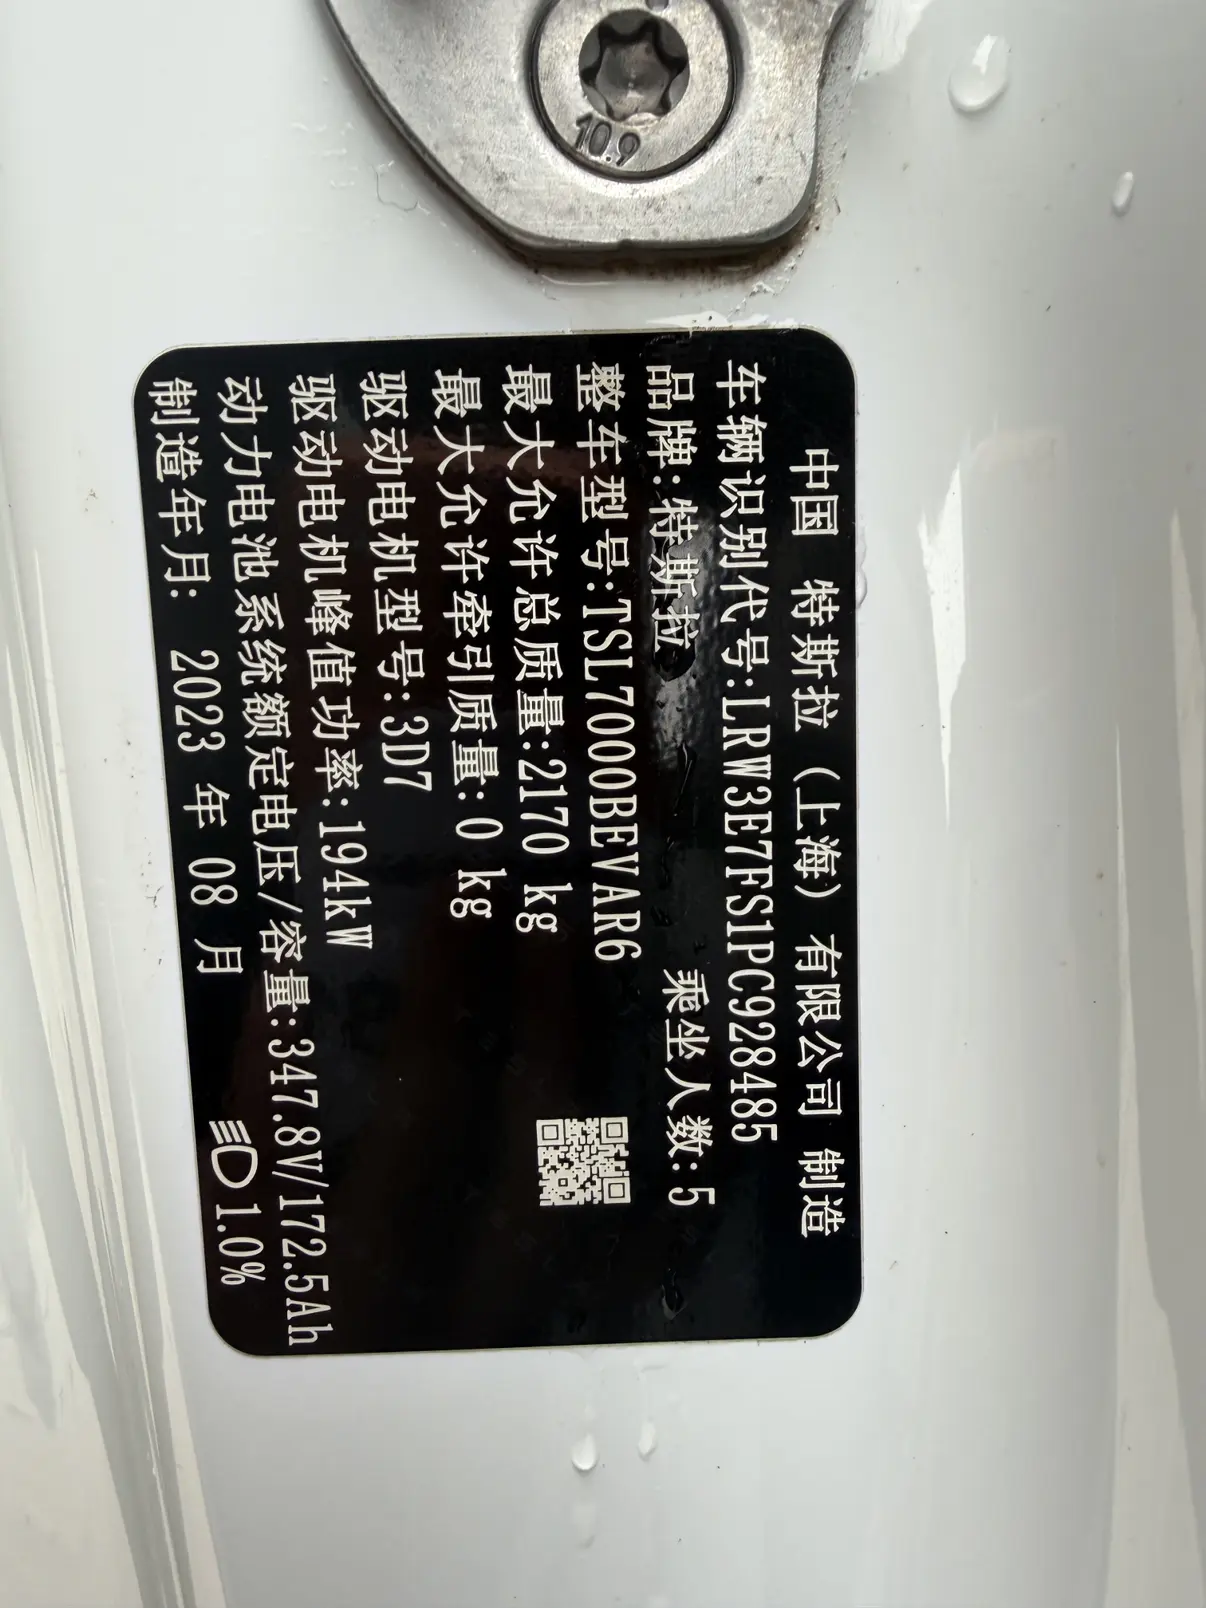 10.9
中国 特斯拉（上海）有限公司 制造
车辆识别代号:LRW3E7FS1PC928485
品牌:特斯拉 乘坐人数:5
整车型号:TSL7000BEVAR6
最大允许总质量:2170 kg
最大允许牵引质量:0 kg
驱动电机型号:3D7
驱动电机峰值功率:194kW
动力电池系统额定电压/容量:347.8V/172.5Ah
制造年月: 2023 年 08 月 1.0%